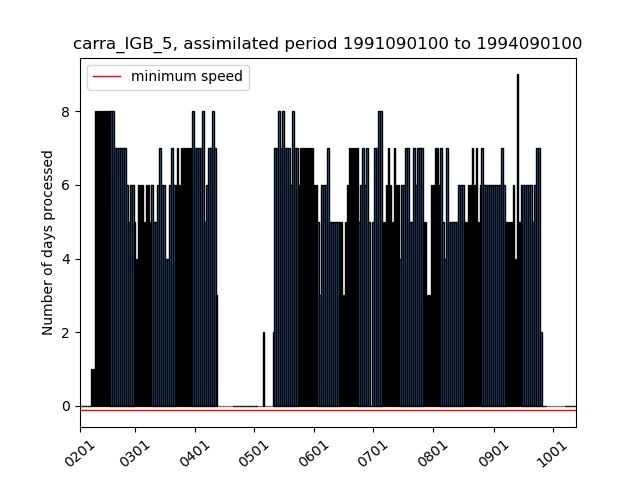 carra_IGB_5, assimilated period 1991090100 to 1994090100
minimum speed
Number of days processed
8
6
4
2
0
0201 0301 0401 0501 0601 0701 0801 0901 1001